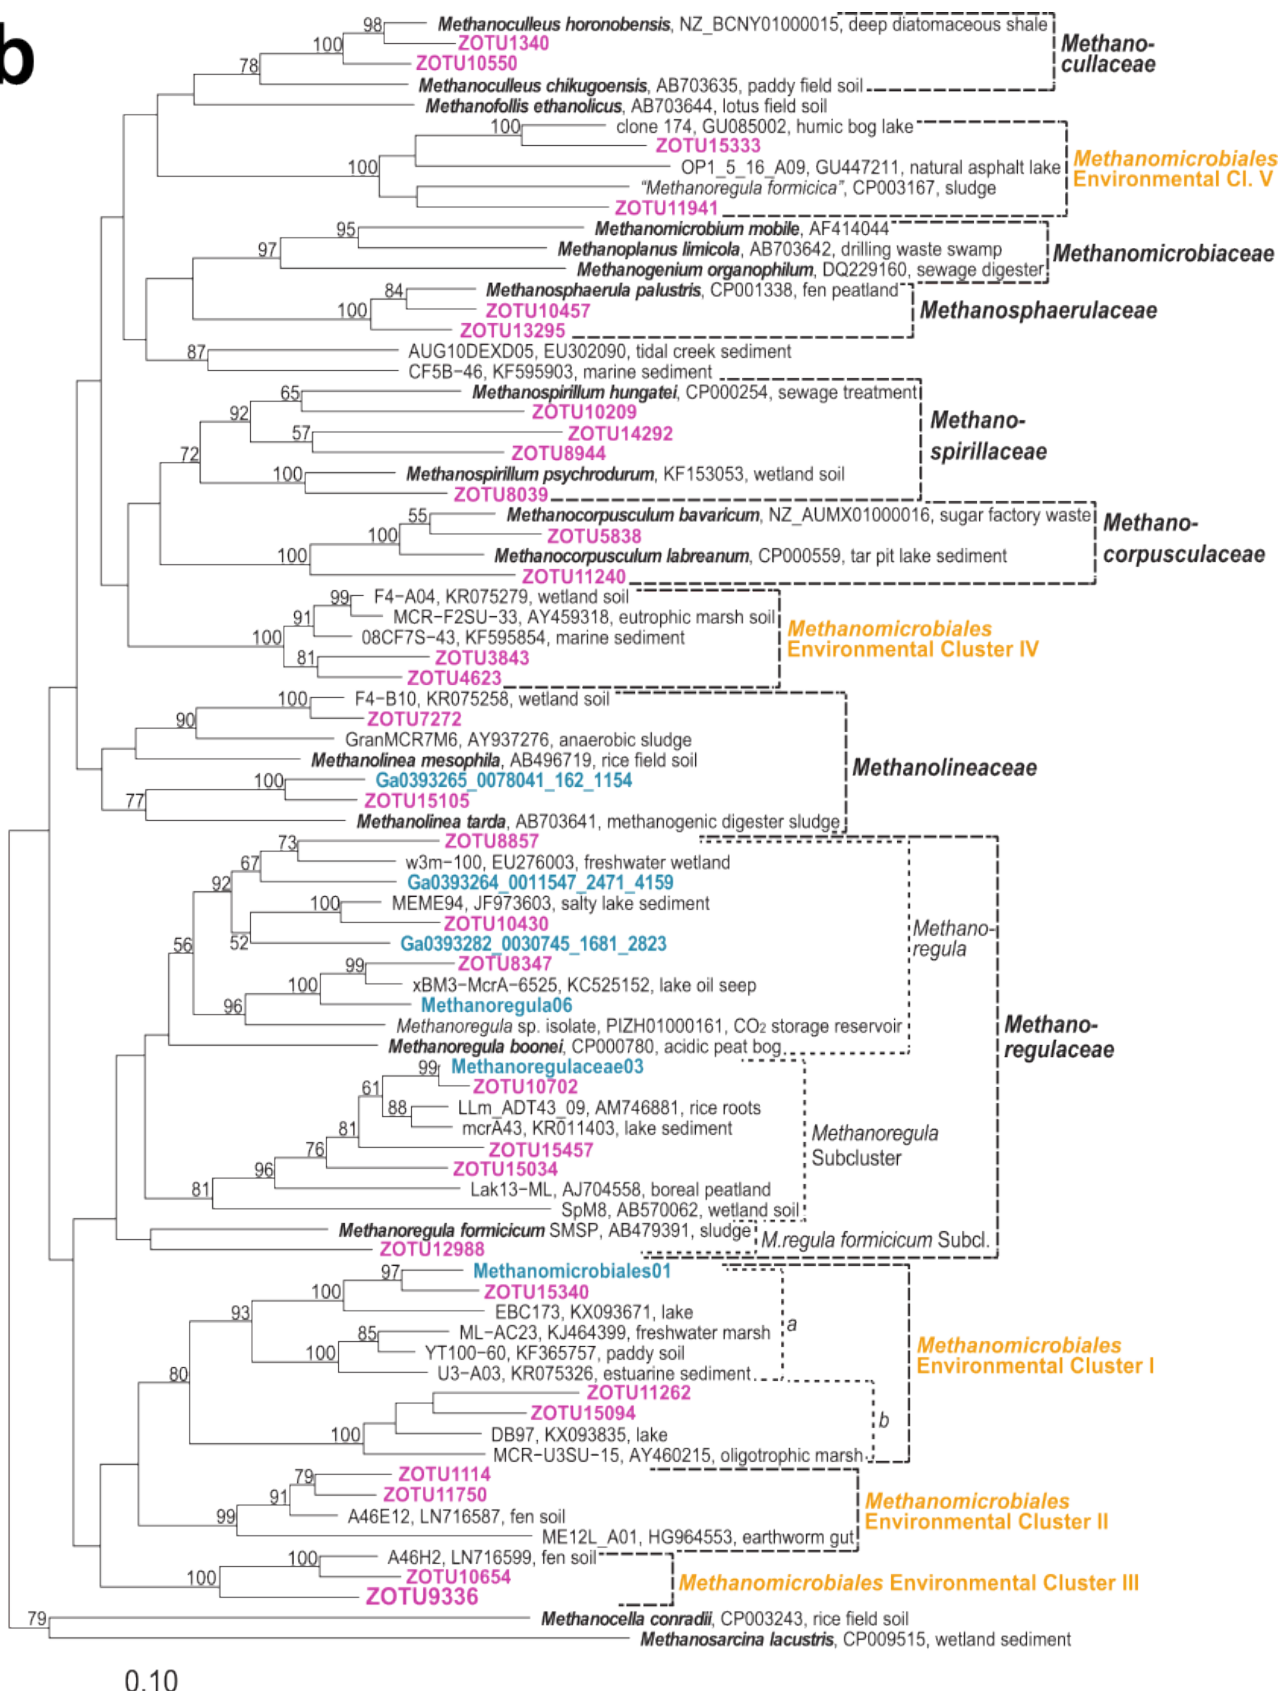 b
98 Methanoculleus horonobensis, NZ_BCNY01000015, deep diatomaceous shale
100 ZOTU1340
Methano-
cullaceae
78 ZOTU10550
Methanoculleus chikugoensis, AB703635, paddy field soil
Methanofollis ethanolicus, AB703644, lotus field soil
100 clone 174, GU085002, humic bog lake
ZOTU15333
100 OP1_5_16_A09, GU447211, natural asphalt lake
Methanomicrobiales
Environmental Cl. V
“Methanoregula formicica”, CP003167, sludge
ZOTU11941
95 Methanomicrobium mobile, AF414044
97 Methanoplanus limicola, AB703642, drilling waste swamp
Methanomicrobiaceae
Methanogenium organophilum, DQ229160, sewage digester
84 Methanosphaerula palustris, CP001338, fen peatland
100 ZOTU10457
Methanosphaerulaceae
ZOTU13295
87 AUG10DEXD05, EU302090, tidal creek sediment
CF5B−46, KF595903, marine sediment
65 Methanospirillum hungatei, CP000254, sewage treatment
92 ZOTU10209
57 ZOTU14292
Methano-
spirillaceae
ZOTU8944
72
100 Methanospirillum psychrodurum, KF153053, wetland soil
ZOTU8039
55 Methanocorpusculum bavaricum, NZ_AUMX01000016, sugar factory waste
100 ZOTU5838
Methano-
corpusculaceae
100 Methanocorpusculum labreanum, CP000559, tar pit lake sediment
ZOTU11240
99 F4−A04, KR075279, wetland soil
91 MCR−F2SU−33, AY459318, eutrophic marsh soil
100 08CF7S−43, KF595854, marine sediment
Methanomicrobiales
Environmental Cluster IV
81 ZOTU3843
ZOTU4623
100 F4−B10, KR075258, wetland soil
90 ZOTU7272
GranMCR7M6, AY937276, anaerobic sludge
Methanolinea mesophila, AB496719, rice field soil
Methanolineaceae
100 Ga0393265_0078041_162_1154
77 ZOTU15105
Methanolinea tarda, AB703641, methanogenic digester sludge
73 ZOTU8857
67 w3m−100, EU276003, freshwater wetland
92 Ga0393264_0011547_2471_4159
100 MEME94, JF973603, salty lake sediment
ZOTU10430
Methano-
regula
56 52 Ga0393282_0030745_1681_2823
99 ZOTU8347
100 xBM3−McrA−6525, KC525152, lake oil seep
96 Methanoregula06
Methanoregula sp. isolate, PIZH01000161, CO2 storage reservoir
Methano-
regulaceae
Methanoregula boonei, CP000780, acidic peat bog
99 Methanoregulaceae03
61 ZOTU10702
88 LLm_ADT43_09, AM746881, rice roots
81 mcrA43, KR011403, lake sediment
Methanoregula
Subcluster
76 ZOTU15457
96 ZOTU15034
81 Lak13−ML, AJ704558, boreal peatland
SpM8, AB570062, wetland soil
Methanoregula formicicum SMSP, AB479391, sludge
M.regula formicicum Subcl.
ZOTU12988
97 Methanomicrobiales01
100 ZOTU15340
93 EBC173, KX093671, lake
a
85 ML−AC23, KJ464399, freshwater marsh
100 YT100−60, KF365757, paddy soil
Methanomicrobiales
Environmental Cluster I
80 U3−A03, KR075326, estuarine sediment
ZOTU11262
ZOTU15094
b
100 DB97, KX093835, lake
MCR−U3SU−15, AY460215, oligotrophic marsh
79 ZOTU1114
91 ZOTU11750
Methanomicrobiales
Environmental Cluster II
99 A46E12, LN716587, fen soil
ME12L_A01, HG964553, earthworm gut
100 A46H2, LN716599, fen soil
100 ZOTU10654
Methanomicrobiales Environmental Cluster III
ZOTU9336
79 Methanocella conradii, CP003243, rice field soil
Methanosarcina lacustris, CP009515, wetland sediment
0.10